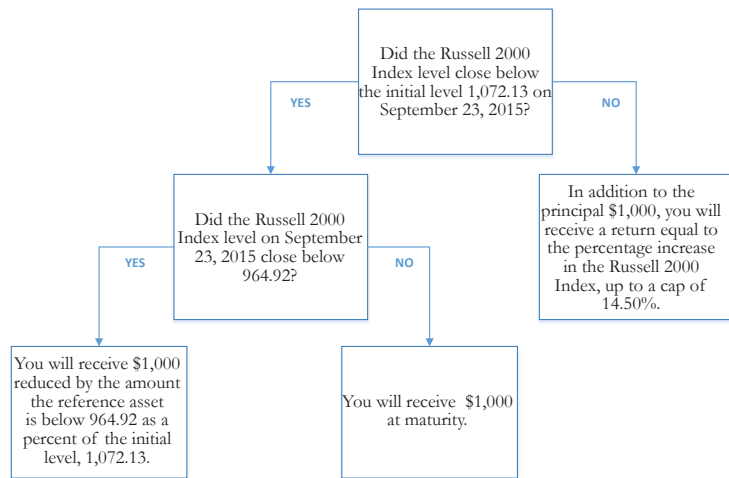 Did the Russell 2000
Index level close below
the initial level 1,072.13 on
September 23, 2015?
YES
NO
Did the Russell 2000
Index level on September
23, 2015 close below
964.92?
In addition to the
principal $1,000, you will
receive a return equal to
the percentage increase
in the Russell 2000
Index, up to a cap of
14.50%.
YES
NO
You will receive $1,000
reduced by the amount
the reference asset
is below 964.92 as a
percent of the initial
level, 1,072.13.
You will receive $1,000
at maturity.